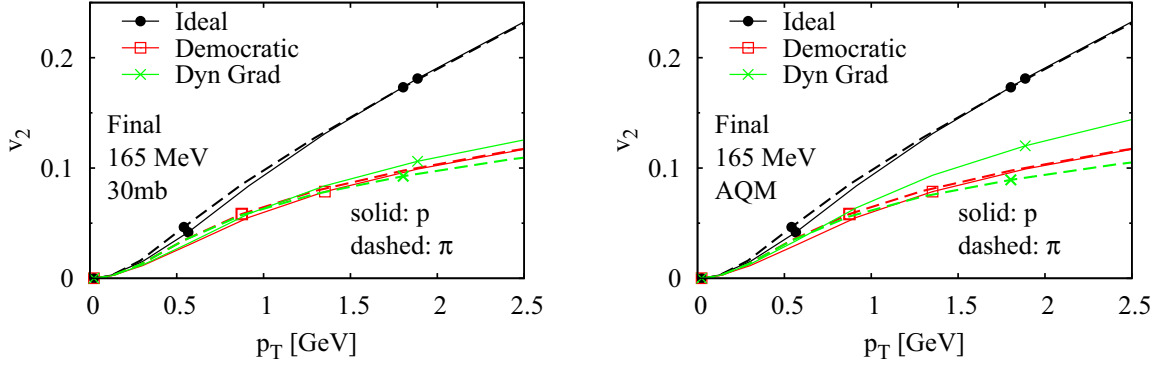 Ideal
Democratic
Dyn Grad
Final
165 MeV
30mb
solid: p
dashed: π
v2
0.2
0.1
0
0 0.5 1 1.5 2 2.5
pT [GeV]
Ideal
Democratic
Dyn Grad
Final
165 MeV
AQM
solid: p
dashed: π
v2
0.2
0.1
0
0 0.5 1 1.5 2 2.5
pT [GeV]